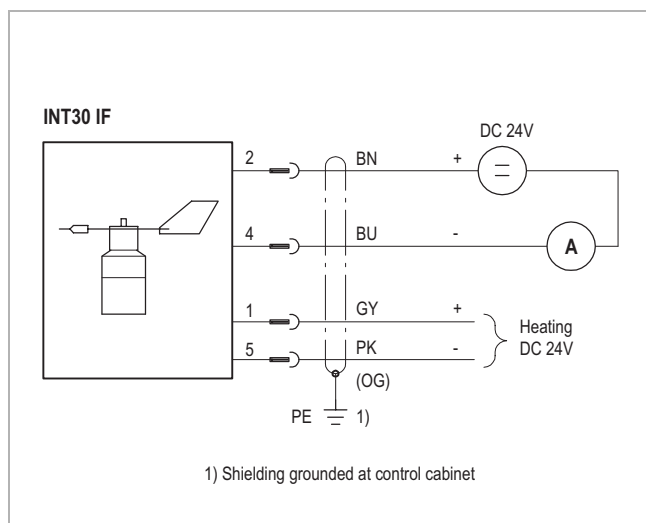 INT30 IF
DC 24V
2 BN +
4 BU - A
1 GY +
Heating
DC 24V
5 PK -
(OG)
PE 1)
1) Shielding grounded at control cabinet